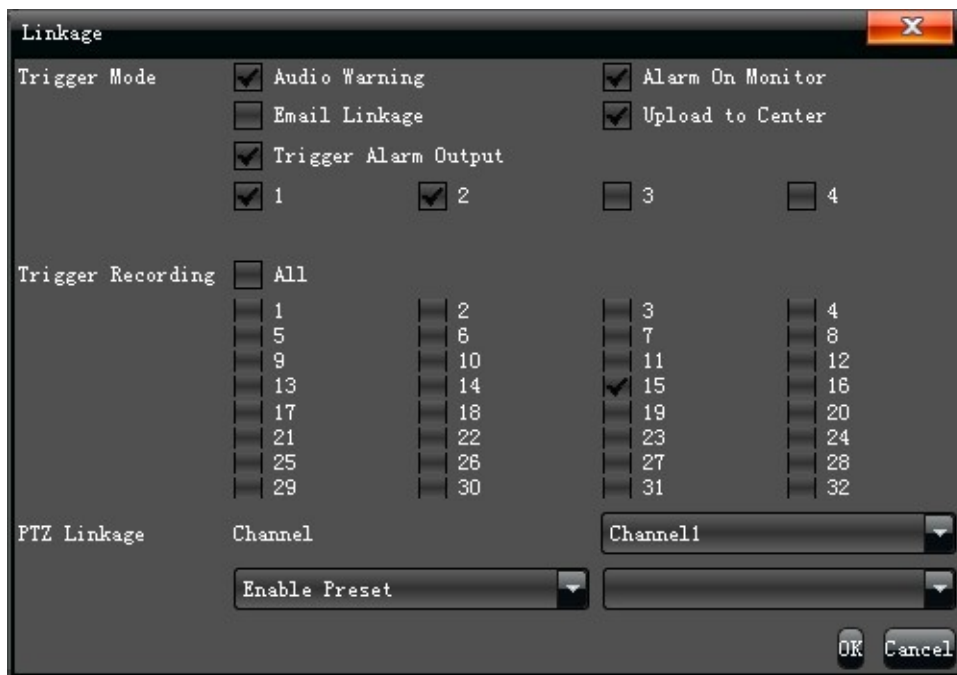 Linkage
Trigger Mode Audio Warning Alarm On Monitor
Email Linkage Upload to Center
Trigger Alarm Output
1 2 3 4
Trigger Recording All
1 2 3 4
5 6 7 8
9 10 11 12
13 14 15 16
17 18 19 20
21 22 23 24
25 26 27 28
29 30 31 32
PTZ Linkage Channel Channel1
Enable Preset
OK Cancel